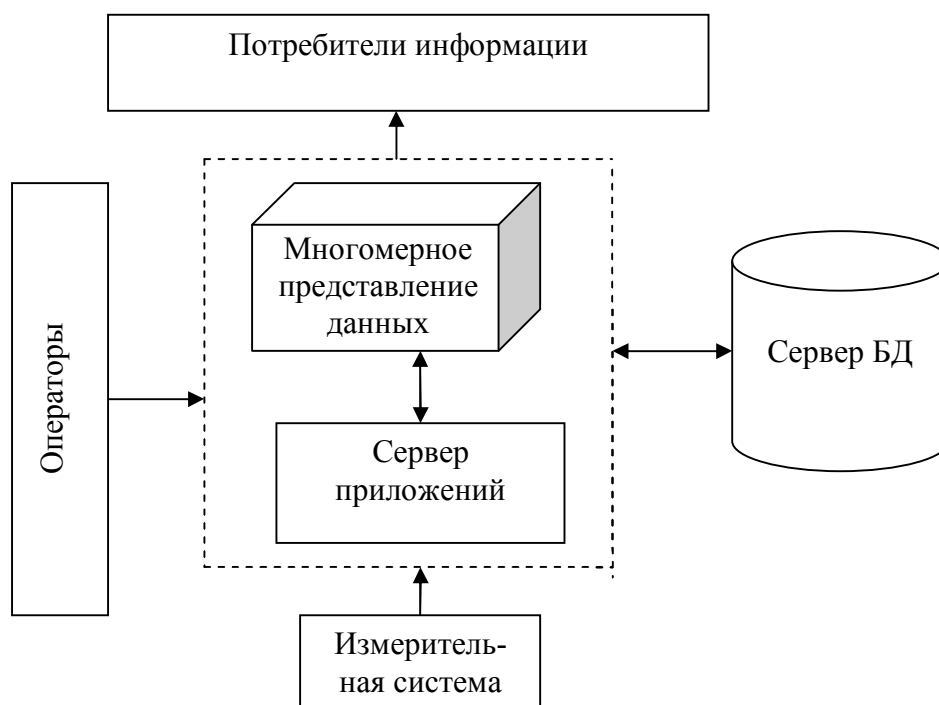 Потребители информации
Многомерное
представление
данных
Операторы
Сервер БД
Сервер
приложений
Измеритель-
ная система